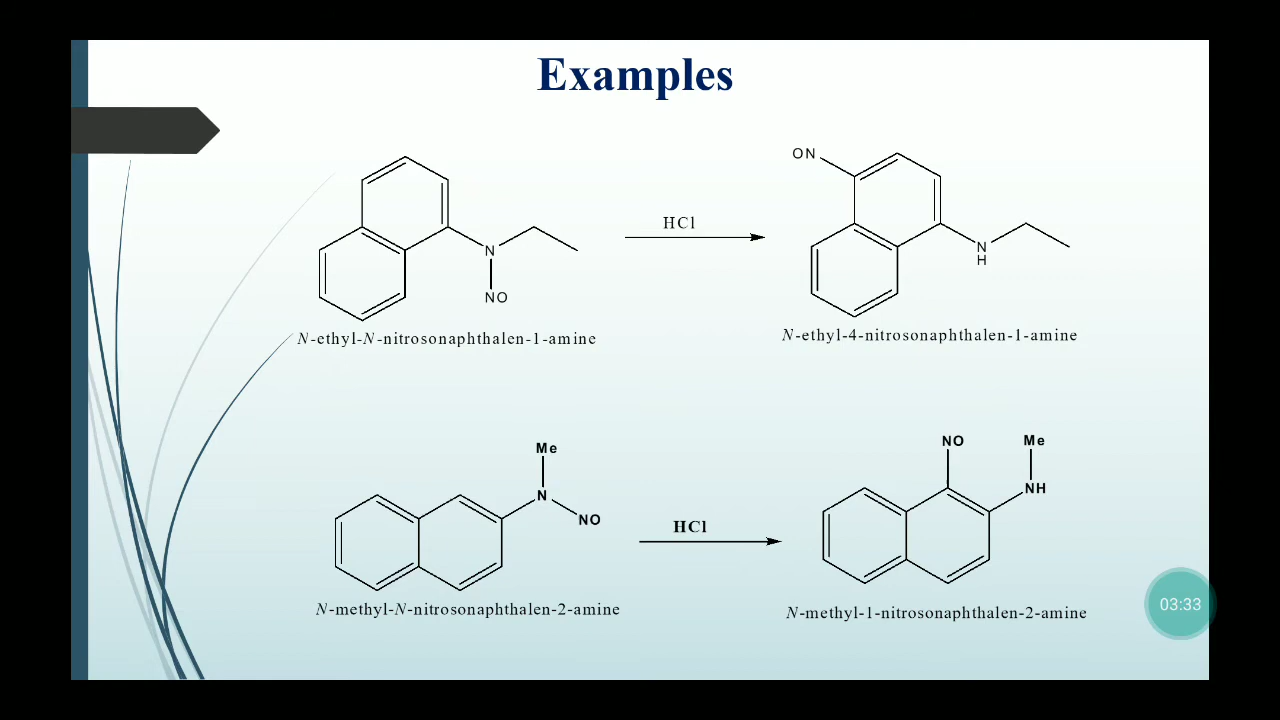 Examples
ON
HCl
N
NO
N
H
N-ethyl-N-nitrosonaphthalen-1-amine
N-ethyl-4-nitrosonaphthalen-1-amine
Me
N
NO
HCl
NO
Me
NH
N-methyl-N-nitrosonaphthalen-2-amine
N-methyl-1-nitrosonaphthalen-2-amine
03:33